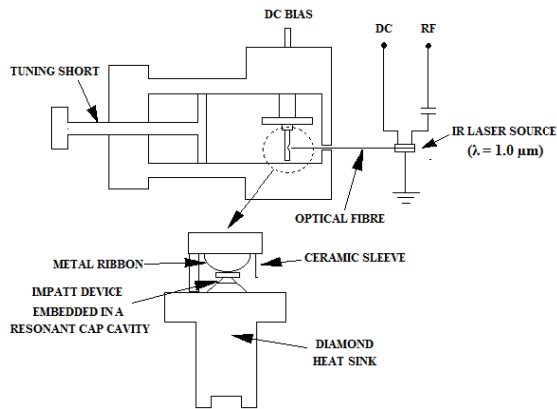 DC BIAS
DC
RF
TUNING SHORT
IR LASER SOURCE
(λ = 1.0 µm)
OPTICAL FIBRE
METAL RIBBON
CERAMIC SLEEVE
IMPATT DEVICE
EMBEDDED IN A
RESONANT CAP CAVITY
DIAMOND
HEAT SINK